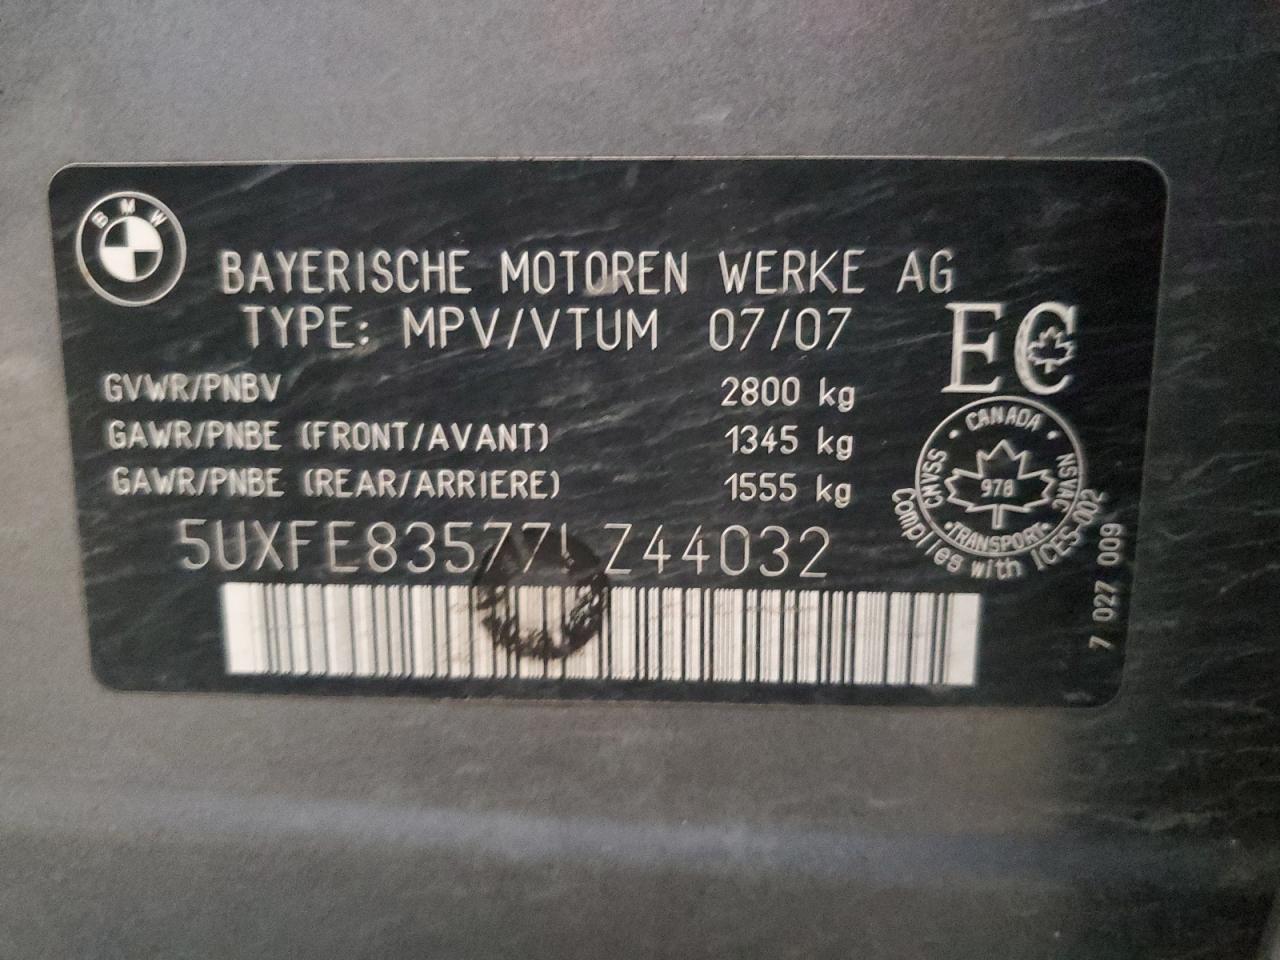 BMW
BAYERISCHE MOTOREN WERKE AG
TYPE: MPV/VTUM 07/07
EC
GVWR/PNBV 2800 kg
GAWR/PNBE (FRONT/AVANT) 1345 kg
GAWR/PNBE (REAR/ARRIERE) 1555 kg
5UXFE83577LZ44032
CANADA
CMVSS
NSVAC
978
TRANSPORT
Complies with ICES-002
7 027 009